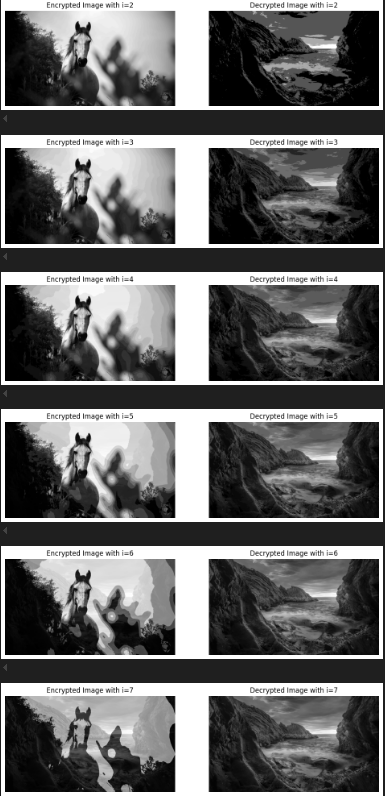 Encrypted Image with i=2
Decrypted Image with i=2
Encrypted Image with i=3
Decrypted Image with i=3
Encrypted Image with i=4
Decrypted Image with i=4
Encrypted Image with i=5
Decrypted Image with i=5
Encrypted Image with i=6
Decrypted Image with i=6
Encrypted Image with i=7
Decrypted Image with i=7